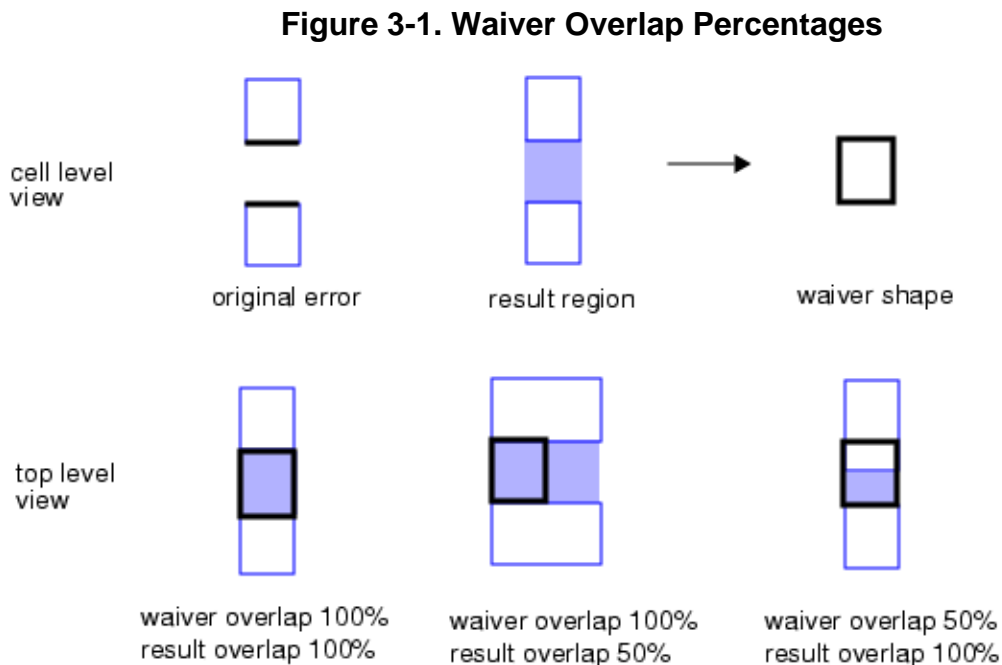 Figure 3-1. Waiver Overlap Percentages
cell level
view
original error
result region
waiver shape
top level
view
waiver overlap 100%
result overlap 100%
waiver overlap 100%
result overlap 50%
waiver overlap 50%
result overlap 100%